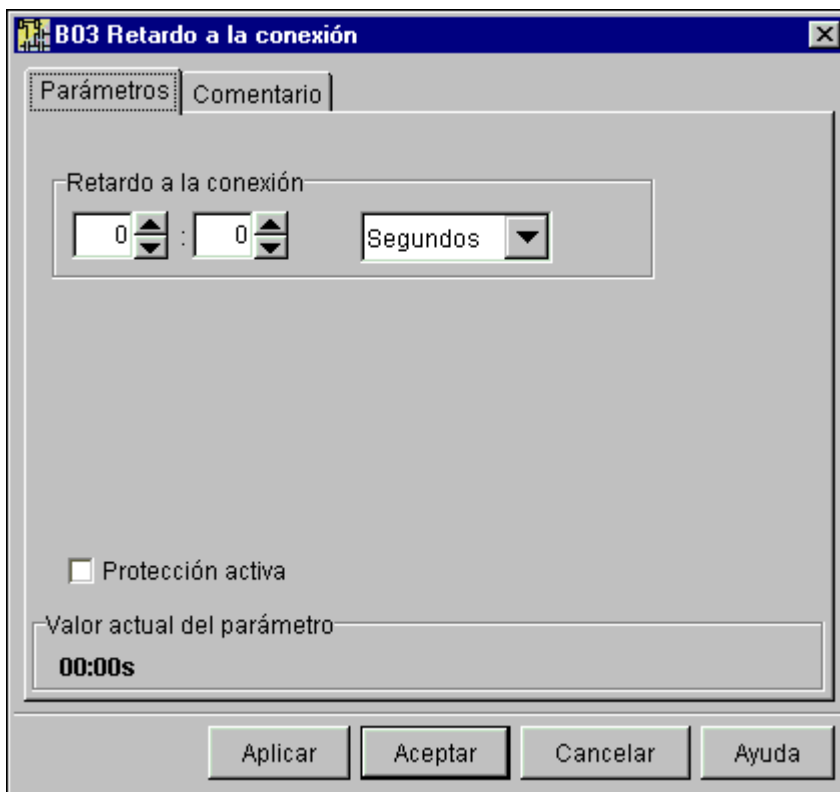 B03 Retardo a la conexión
Parámetros Comentario
Retardo a la conexión
0 : 0 Segundos
Protección activa
Valor actual del parámetro
00:00s
Aplicar Aceptar Cancelar Ayuda